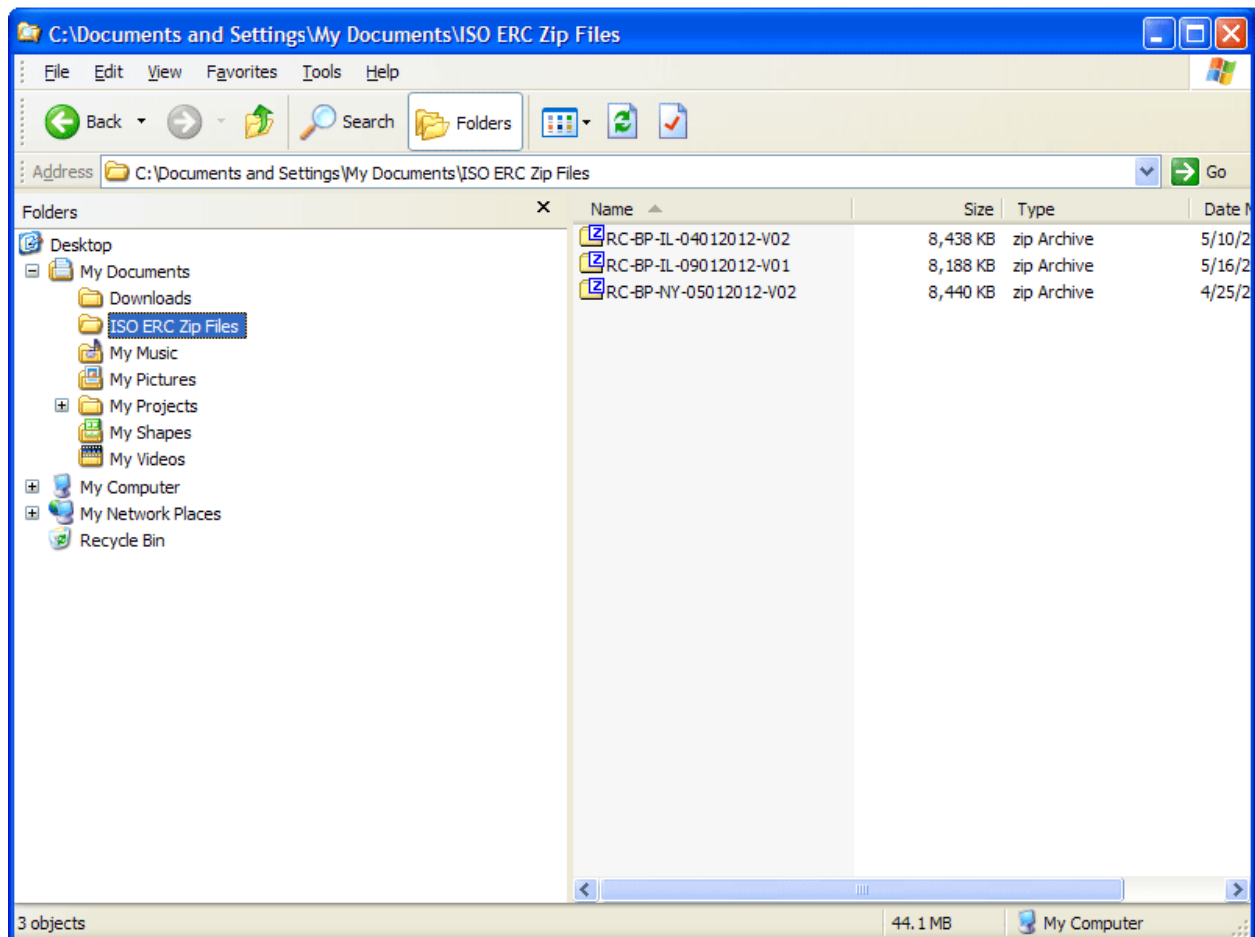 C:\Documents and Settings\My Documents\ISO ERC Zip Files
File Edit View Favorites Tools Help
Back Search Folders
Address C:\Documents and Settings\My Documents\ISO ERC Zip Files Go
Folders
Desktop
My Documents
Downloads
ISO ERC Zip Files
My Music
My Pictures
My Projects
My Shapes
My Videos
My Computer
My Network Places
Recycle Bin
Name Size Type Date
RC-BP-IL-04012012-V02 8,438 KB zip Archive 5/10/2
RC-BP-IL-09012012-V01 8,188 KB zip Archive 5/16/2
RC-BP-NY-05012012-V02 8,440 KB zip Archive 4/25/2
3 objects 44.1 MB My Computer